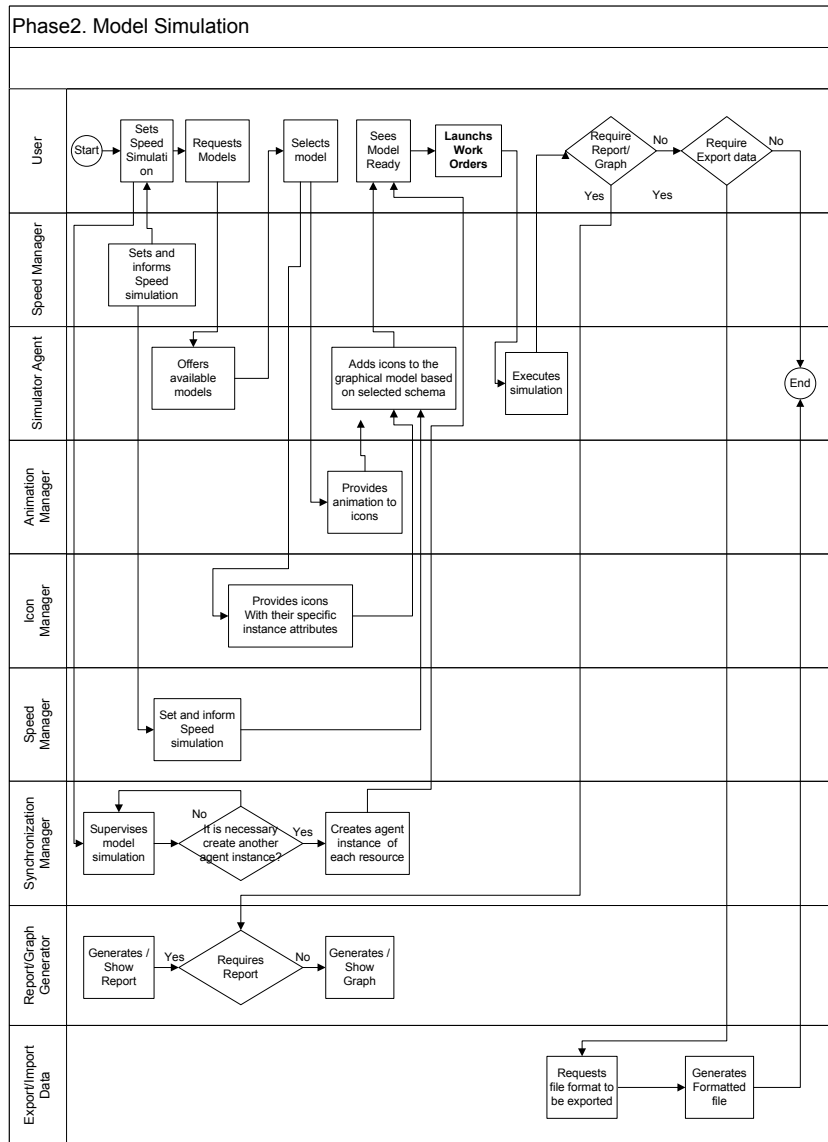 Phase2. Model Simulation
User
Start
Sets
Speed
Simulati
on
Requests
Models
Selects
model
Sees
Model
Ready
Launchs
Work
Orders
Require
Report/
Graph
No
Require
Export data
No
Yes
Yes
Speed Manager
Sets and
informs
Speed
simulation
Simulator Agent
Offers
available
models
Adds icons to the
graphical model based
on selected schema
Executes
simulation
End
Animation
Manager
Provides
animation to
icons
Icon
Manager
Provides icons
With their specific
instance attributes
Speed
Manager
Set and inform
Speed
simulation
Synchronization
Manager
Supervises
model
simulation
No
It is necessary
create another
agent instance?
Yes
Creates agent
instance of
each resource
Report/Graph
Generator
Generates /
Show
Report
Yes
Requires
Report
No
Generates /
Show
Graph
Export/Import
Data
Requests
file format to
be exported
Generates
Formatted
file